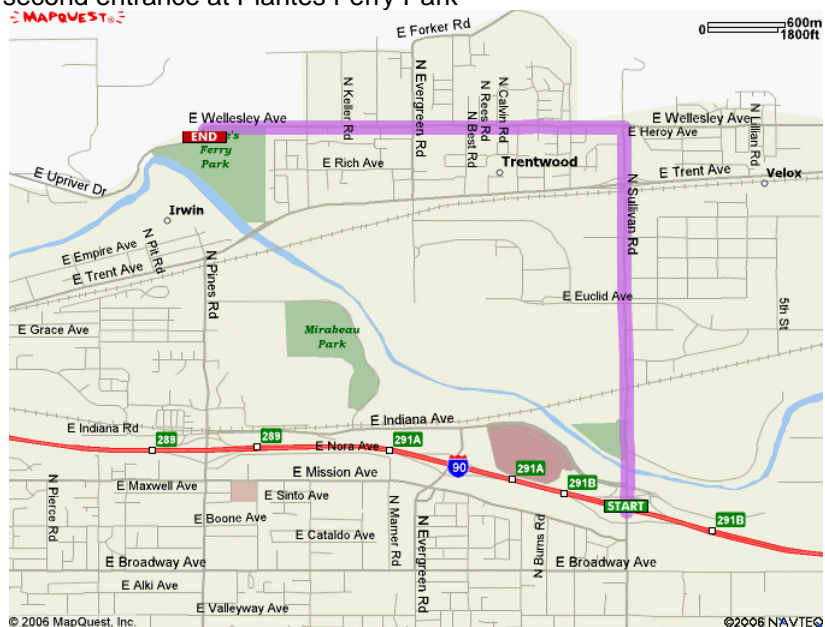 second entrance at Plantes Ferry Park
MAPQUEST
600m
0
1800ft
E Forker Rd
N Keller Rd
N Evergreen Rd
N Rees Rd
N Calvin Rd
N Best Rd
E Wellesley Ave
E Wellesley Ave
N Lillian Rd
END
E Heroy Ave
Ferry
Park
E Rich Ave
Trentwood
E Trent Ave
Velox
E Upriver Dr
N Sullivan Rd
Irwin
E Empire Ave
N Pit Rd
E Trent Ave
N Pines Rd
E Euclid Ave
5th St
E Grace Ave
Mirabeau
Park
E Indiana Rd
E Indiana Ave
289
289
E Nora Ave
291A
90
291A
291B
START
291B
E Mission Ave
E Maxwell Ave
E Sinto Ave
N Pierce Rd
E Boone Ave
N Mamer Rd
N Evergreen Rd
N Burns Rd
E Cataldo Ave
E Broadway Ave
E Broadway Ave
E Alki Ave
E Valleyway Ave
© 2006 MapQuest, Inc.
©2006 NAVTEQ